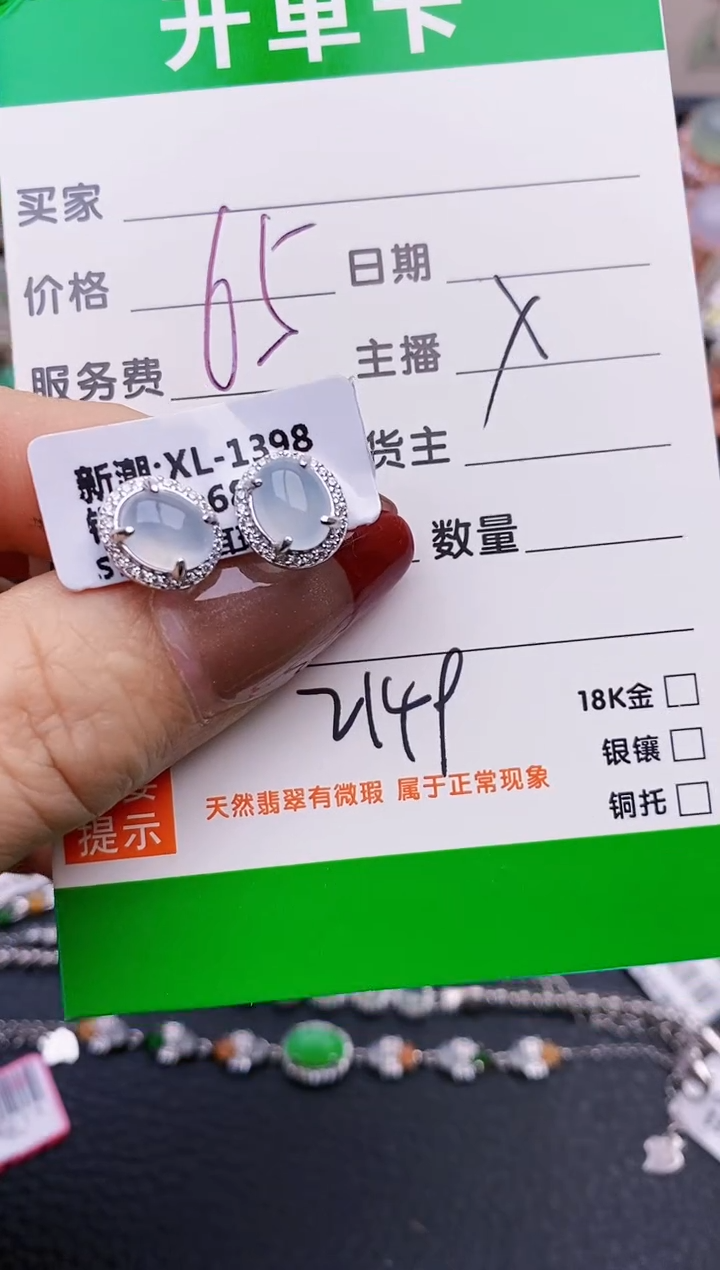 开单卡
买家
价格 65 日期
服务费 主播 X
新潮:XL-1398
货主
数量
2149
18K金
银镶
铜托
提示
天然翡翠有微瑕 属于正常现象